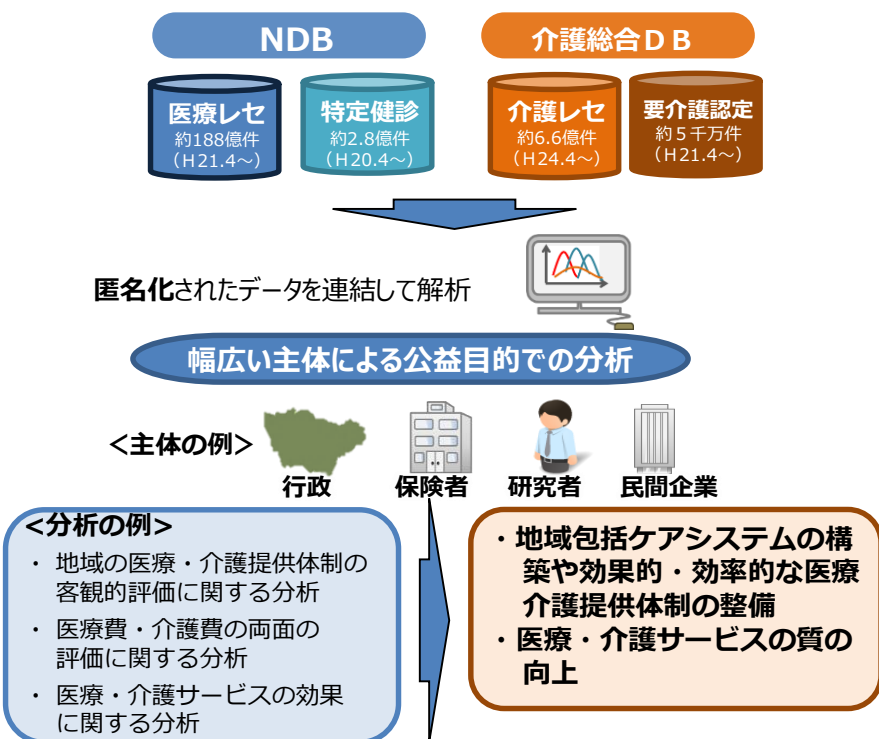 NDB
介護総合ＤＢ
医療レセ
約188億件
（Ｈ21.4～）
特定健診
約2.8億件
（Ｈ20.4～）
介護レセ
約6.6億件
（Ｈ24.4～）
要介護認定
約５千万件
（Ｈ21.4～）
匿名化されたデータを連結して解析
幅広い主体による公益目的での分析
＜主体の例＞
行政
保険者
研究者
民間企業
<分析の例>
・ 地域の医療・介護提供体制の
客観的評価に関する分析
・ 医療費・介護費の両面の
評価に関する分析
・ 医療・介護サービスの効果
に関する分析
・地域包括ケアシステムの構
築や効果的・効率的な医療
介護提供体制の整備
・医療・介護サービスの質の
向上